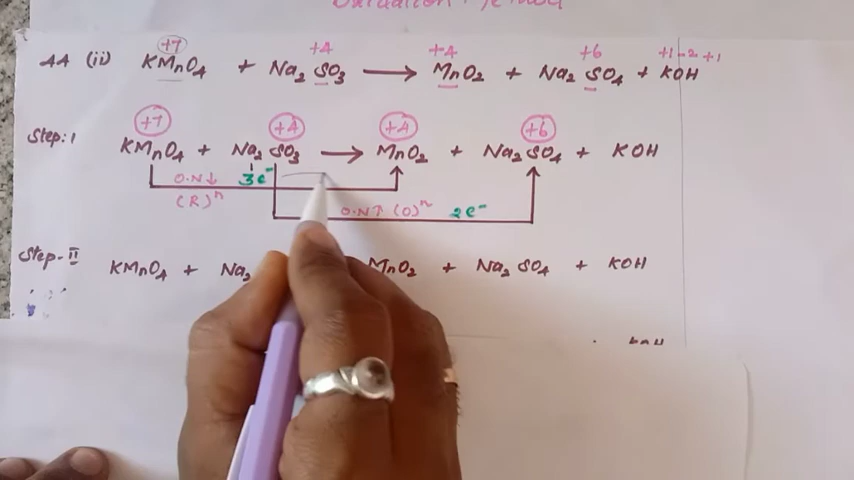 +7 +4 +4 +6 +1 -2 +1
AA (ii) KMnO4 + Na2 SO3 → MnO2 + Na2 SO4 + KOH
+7 +4 +4 +6
Step:1 KMnO4 + Na2 SO3 → MnO2 + Na2 SO4 + KOH
O.N↓ 3e⁻
(R)ⁿ O.N↑ (O)ⁿ 2e⁻
Step-II KMnO4 + Na2 MnO2 + Na2 SO4 + KOH